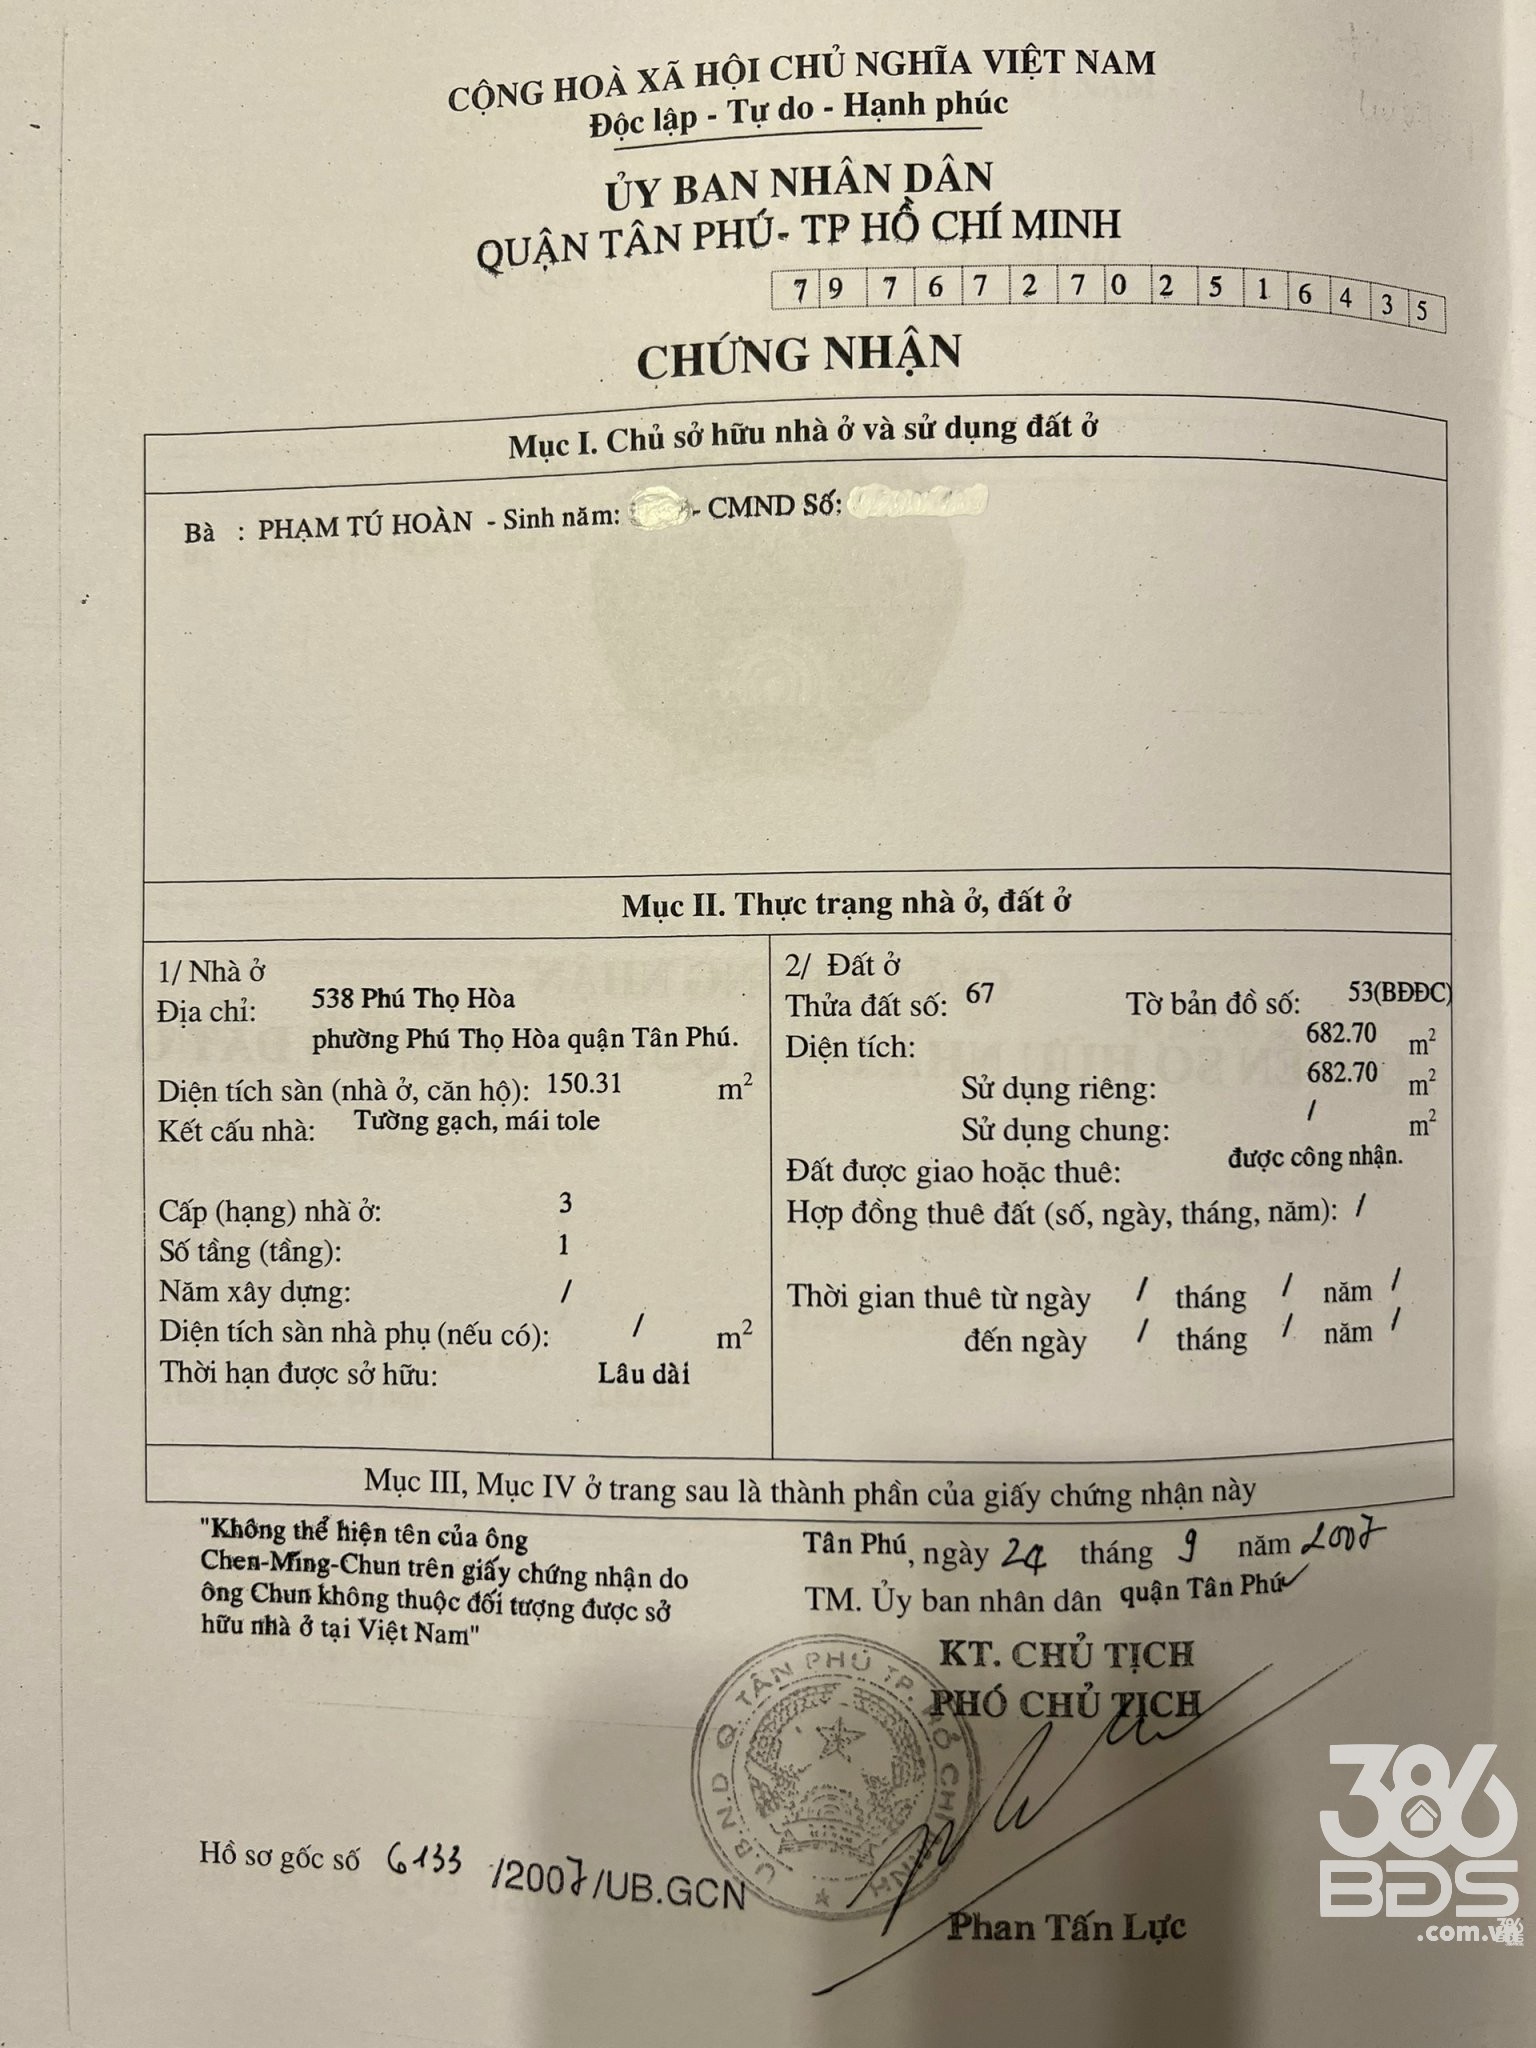 CỘNG HOÀ XÃ HỘI CHỦ NGHĨA VIỆT NAM
Độc lập - Tự do - Hạnh phúc
ỦY BAN NHÂN DÂN
QUẬN TÂN PHÚ- TP HỒ CHÍ MINH
7 9 7 6 7 2 7 0 2 5 1 6 4 3 5
CHỨNG NHẬN
Mục I. Chủ sở hữu nhà ở và sử dụng đất ở
Bà : PHẠM TÚ HOÀN - Sinh năm: - CMND Số:
Mục II. Thực trạng nhà ở, đất ở
1/ Nhà ở
Địa chỉ: 538 Phú Thọ Hòa
phường Phú Thọ Hòa quận Tân Phú.
Diện tích sàn (nhà ở, căn hộ): 150.31 m²
Kết cấu nhà: Tường gạch, mái tole
Cấp (hạng) nhà ở: 3
Số tầng (tầng): 1
Năm xây dựng: /
Diện tích sàn nhà phụ (nếu có): / m²
Thời hạn được sở hữu: Lâu dài
2/ Đất ở
Thửa đất số: 67 Tờ bản đồ số: 53(BĐĐC)
Diện tích: 682.70 m²
Sử dụng riêng: 682.70 m²
Sử dụng chung: / m²
Đất được giao hoặc thuê: được công nhận.
Hợp đồng thuê đất (số, ngày, tháng, năm): /
Thời gian thuê từ ngày / tháng / năm /
đến ngày / tháng / năm /
Mục III, Mục IV ở trang sau là thành phần của giấy chứng nhận này
"Không thể hiện tên của ông
Chen-Ming-Chun trên giấy chứng nhận do
ông Chun không thuộc đối tượng được sở
hữu nhà ở tại Việt Nam"
Tân Phú, ngày 24 tháng 9 năm 2007
TM. Ủy ban nhân dân quận Tân Phú
KT. CHỦ TỊCH
PHÓ CHỦ TỊCH
U.B.N.D Q. TÂN PHÚ TP. HỒ CHÍ MINH
Phan Tấn Lực
Hồ sơ gốc số 6133 /2007/UB.GCN
386
BĐS
.com.vn